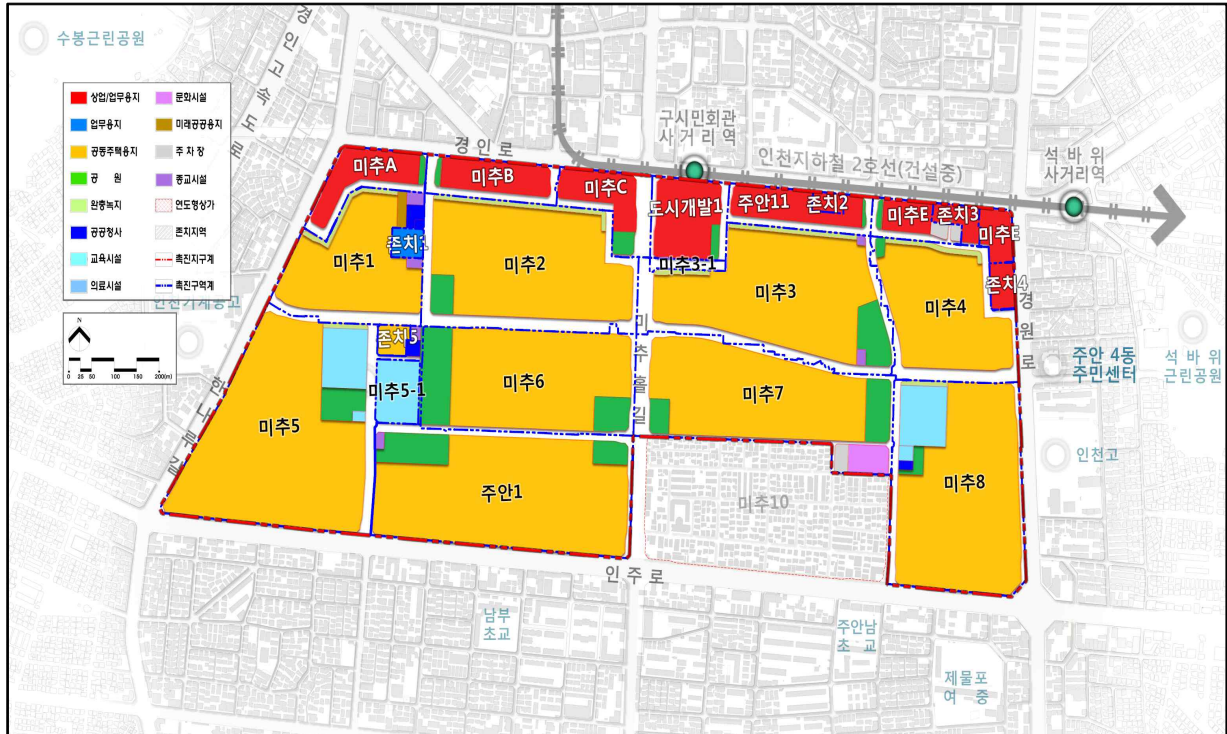 수봉근린공원
경인고속도로
상업/업무용지
문화시설
업무용지
미래공공용지
공동주택용지
주 차 장
공 원
종교시설
완충녹지
연도형상가
공공청사
존치지역
교육시설
촉진지구계
의료시설
촉진구역계
N
0 25 50 100 150 200(m)
인천기계공고
구시민회관
사거리역
인천지하철 2호선(건설중)
석 바 위
사거리역
경인로
미추A
미추B
미추C
도시개발1
주안11
존치2
미추E
존치3
미추E
존치4
존치1
미추1
미추2
미추3-1
미추3
미추4
경원로
주안 4동
주민센터
석 바 위
근린공원
미추홀길
존치5
미추5-1
미추6
미추7
미추5
한나루길
주안1
미추10
미추8
인천고
인주로
남부
초교
주안남
초 교
제물포
여 중